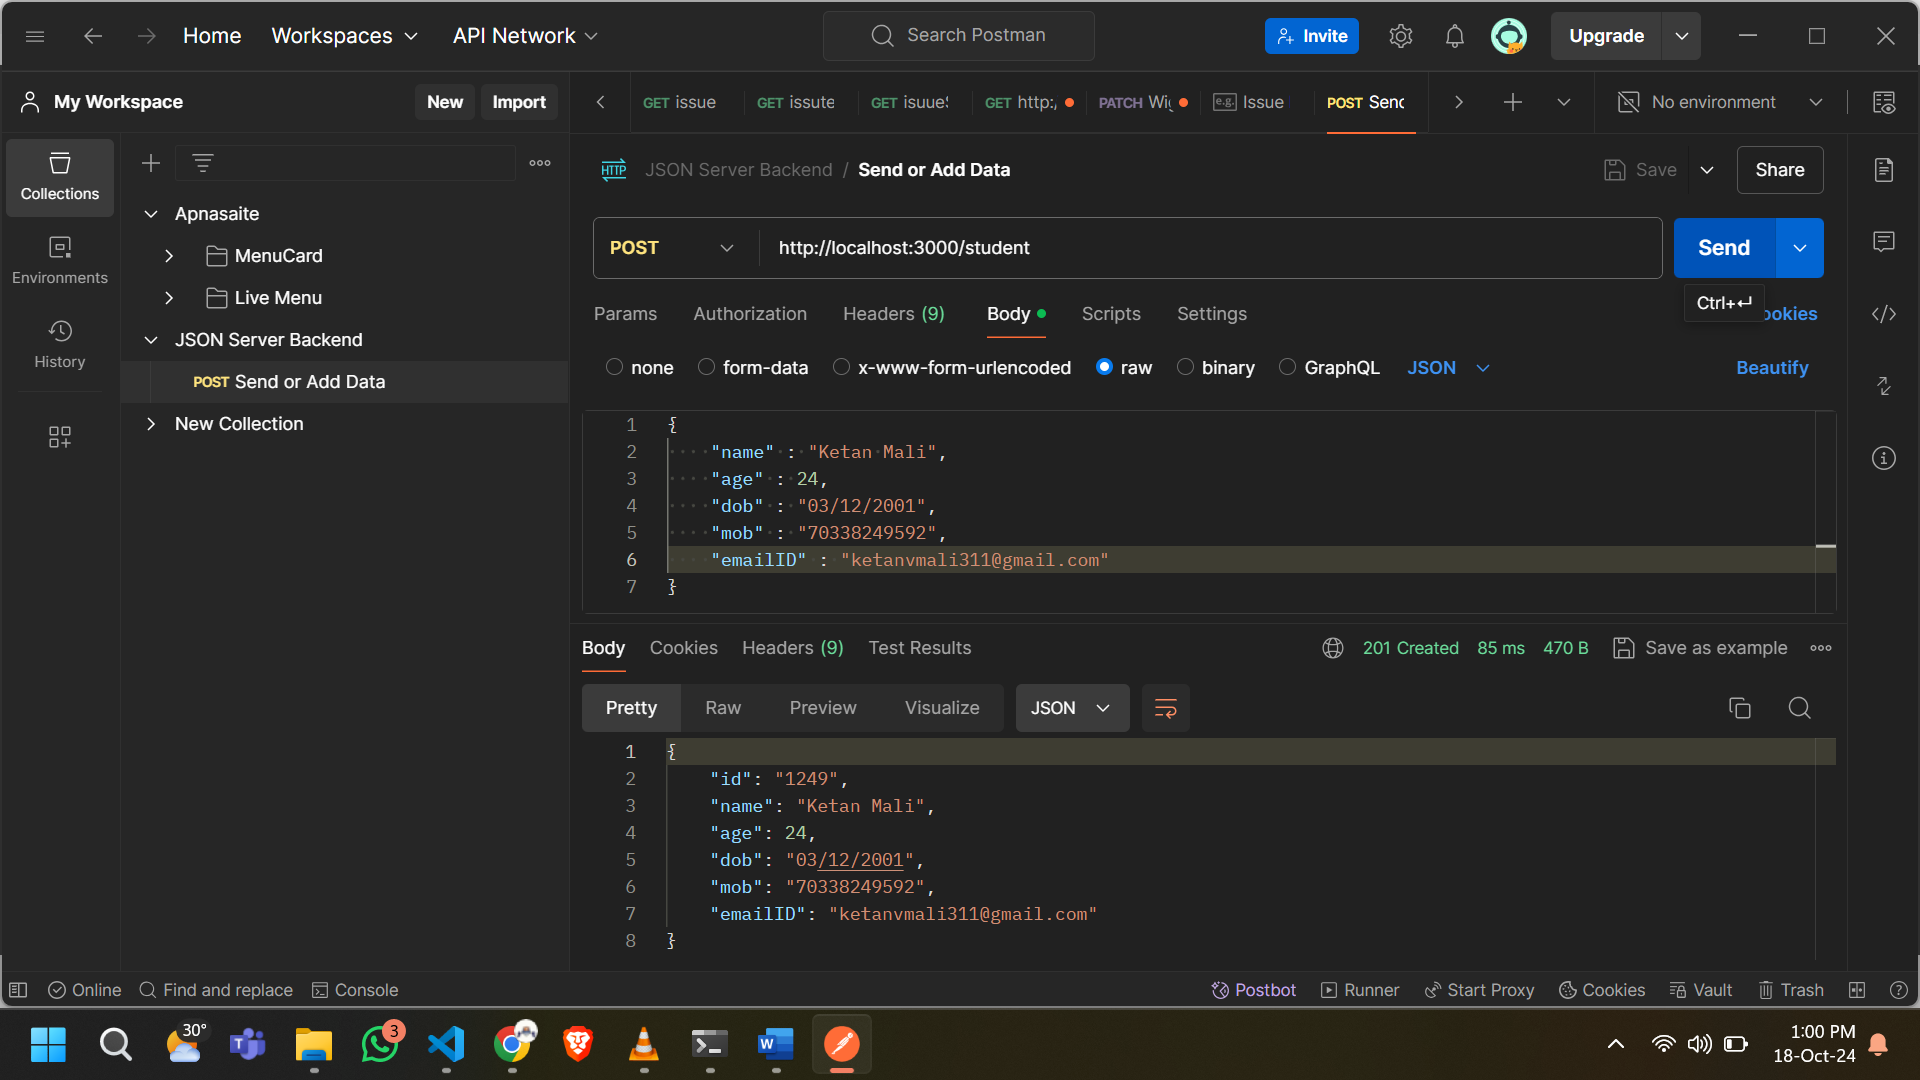 Home
Workspaces
API Network
Search Postman
Invite
Upgrade
My Workspace
New
Import
GET issue
GET issute
GET isuue
GET http:/
PATCH Wi
e.g. Issue
POST Send
No environment
Collections
Environments
History
Apnasaite
MenuCard
Live Menu
JSON Server Backend
POST Send or Add Data
New Collection
HTTP
JSON Server Backend / Send or Add Data
Save
Share
POST
http://localhost:3000/student
Send
Ctrl+↵
ookies
Params
Authorization
Headers (9)
Body
Scripts
Settings
none
form-data
x-www-form-urlencoded
raw
binary
GraphQL
JSON
Beautify
1 {
2 "name" : "Ketan Mali",
3 "age" : 24,
4 "dob" : "03/12/2001",
5 "mob" : "70338249592",
6 "emailID" : "ketanvmali311@gmail.com"
7 }
Body
Cookies
Headers (9)
Test Results
201 Created
85 ms
470 B
Save as example
Pretty
Raw
Preview
Visualize
JSON
1 {
2 "id": "1249",
3 "name": "Ketan Mali",
4 "age": 24,
5 "dob": "03/12/2001",
6 "mob": "70338249592",
7 "emailID": "ketanvmali311@gmail.com"
8 }
Online
Find and replace
Console
Postbot
Runner
Start Proxy
Cookies
Vault
Trash
30°
3
1:00 PM
18-Oct-24